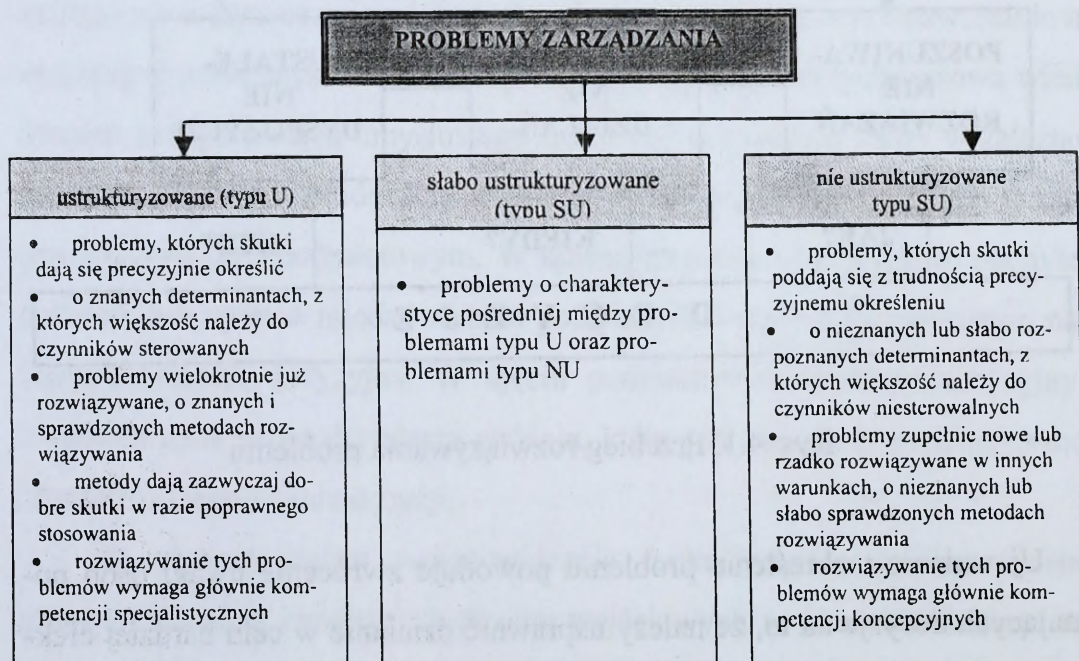 PROBLEMY ZARZĄDZANIA
ustrukturyzowane (typu U)
• problemy, których skutki
dają się precyzyjnie określić
• o znanych determinantach, z
których większość należy do
czynników sterowanych
• problemy wielokrotnie już
rozwiązywane, o znanych i
sprawdzonych metodach roz-
wiązywania
• metody dają zazwyczaj do-
bre skutki w razie poprawnego
stosowania
• rozwiązywanie tych pro-
blemów wymaga głównie kom-
petencji specjalistycznych
słabo ustrukturyzowane
(typu SU)
• problemy o charaktery-
styce pośredniej między pro-
blemami typu U oraz pro-
blemami typu NU
nie ustrukturyzowane
typu SU)
• problemy, których skutki
poddają się z trudnością precy-
zyjnemu określeniu
• o nieznanych lub słabo roz-
poznanych determinantach, z
których większość należy do
czynników niesterowalnych
• problemy zupełnie nowe lub
rzadko rozwiązywane w innych
warunkach, o nieznanych lub
słabo sprawdzonych metodach
rozwiązywania
• rozwiązywanie tych pro-
blemów wymaga głównie kom-
petencji koncepcyjnych